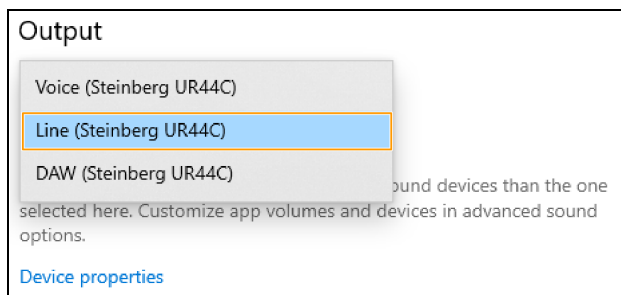 Output
Voice (Steinberg UR44C)
Line (Steinberg UR44C)
DAW (Steinberg UR44C)
devices than the one
selected here. Customize app volumes and devices in advanced sound
options.
Device properties